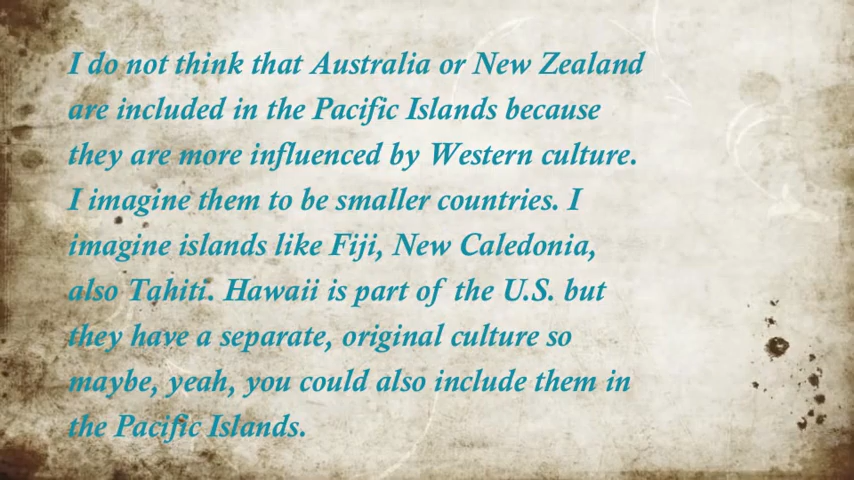 I do not think that Australia or New Zealand
are included in the Pacific Islands because
they are more influenced by Western culture.
I imagine them to be smaller countries. I
imagine islands like Fiji, New Caledonia,
also Tahiti. Hawaii is part of the U.S. but
they have a separate, original culture so
maybe, yeah, you could also include them in
the Pacific Islands.